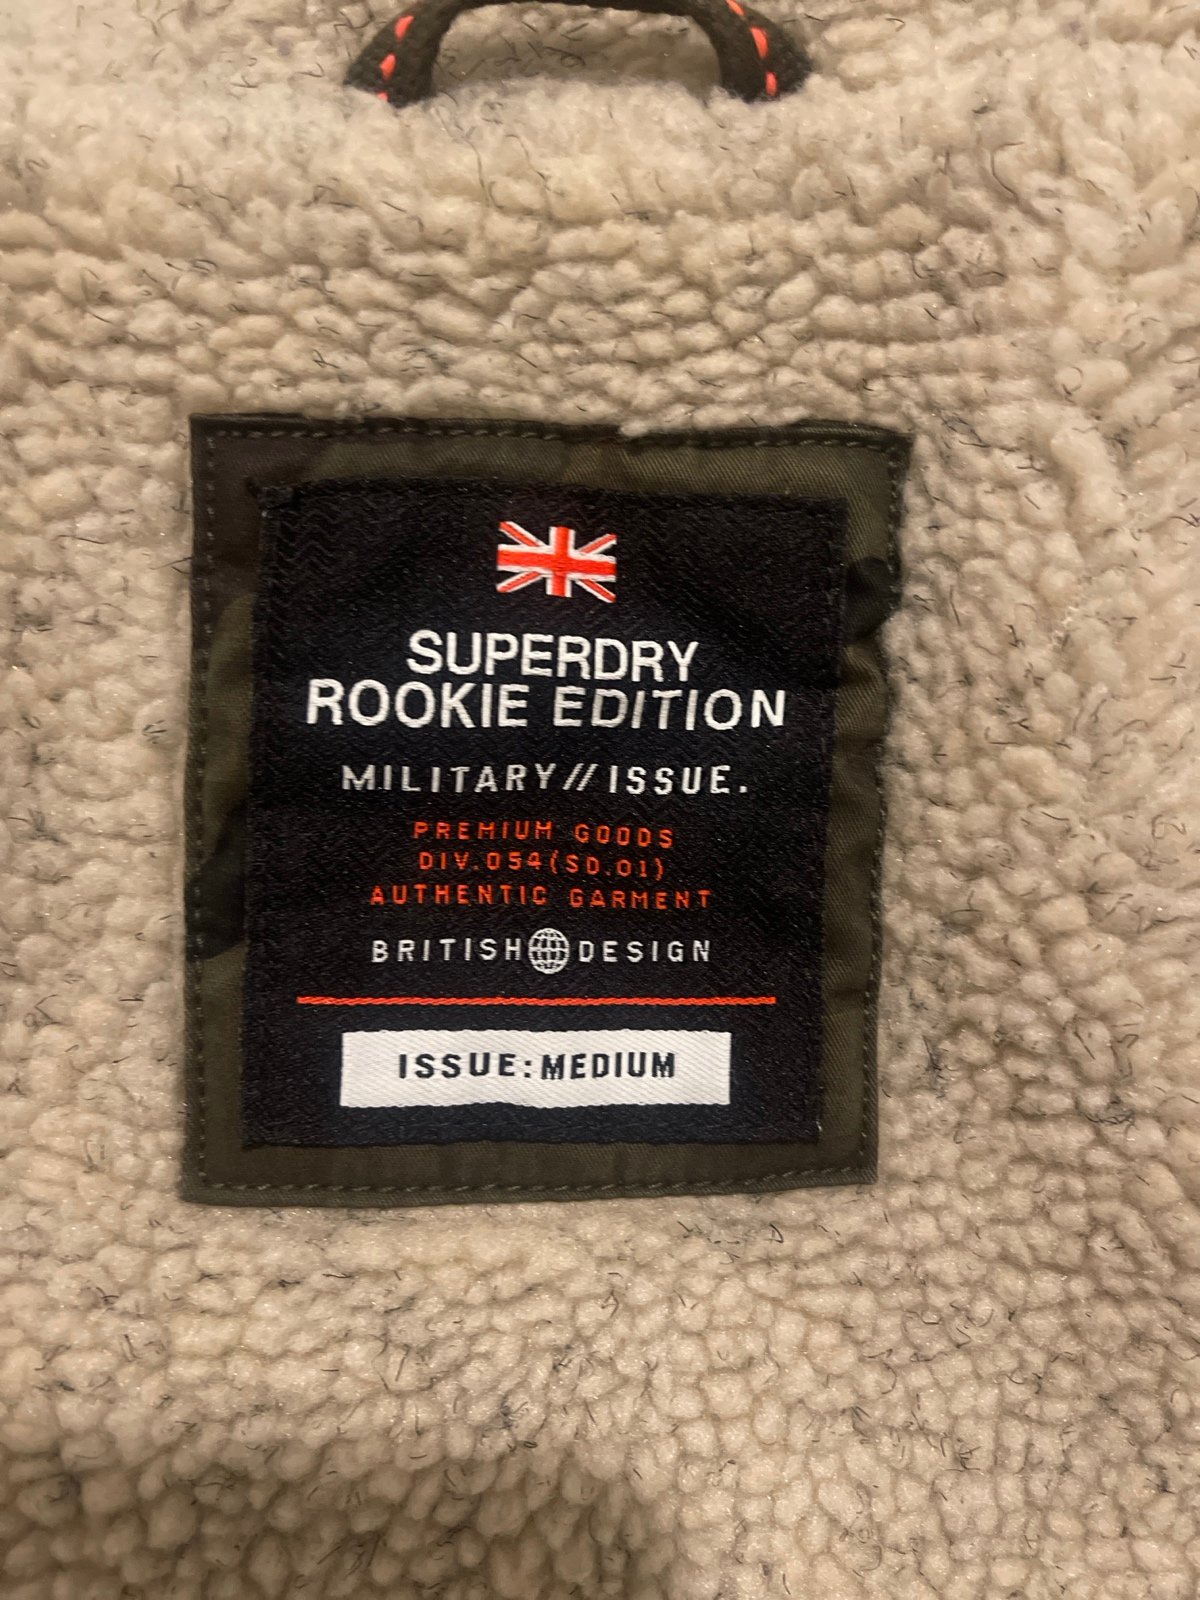 SUPERDRY
ROOKIE EDITION
MILITARY//ISSUE.
PREMIUM GOODS
DIV.054(SD.01)
AUTHENTIC GARMENT
BRITISH DESIGN
ISSUE:MEDIUM